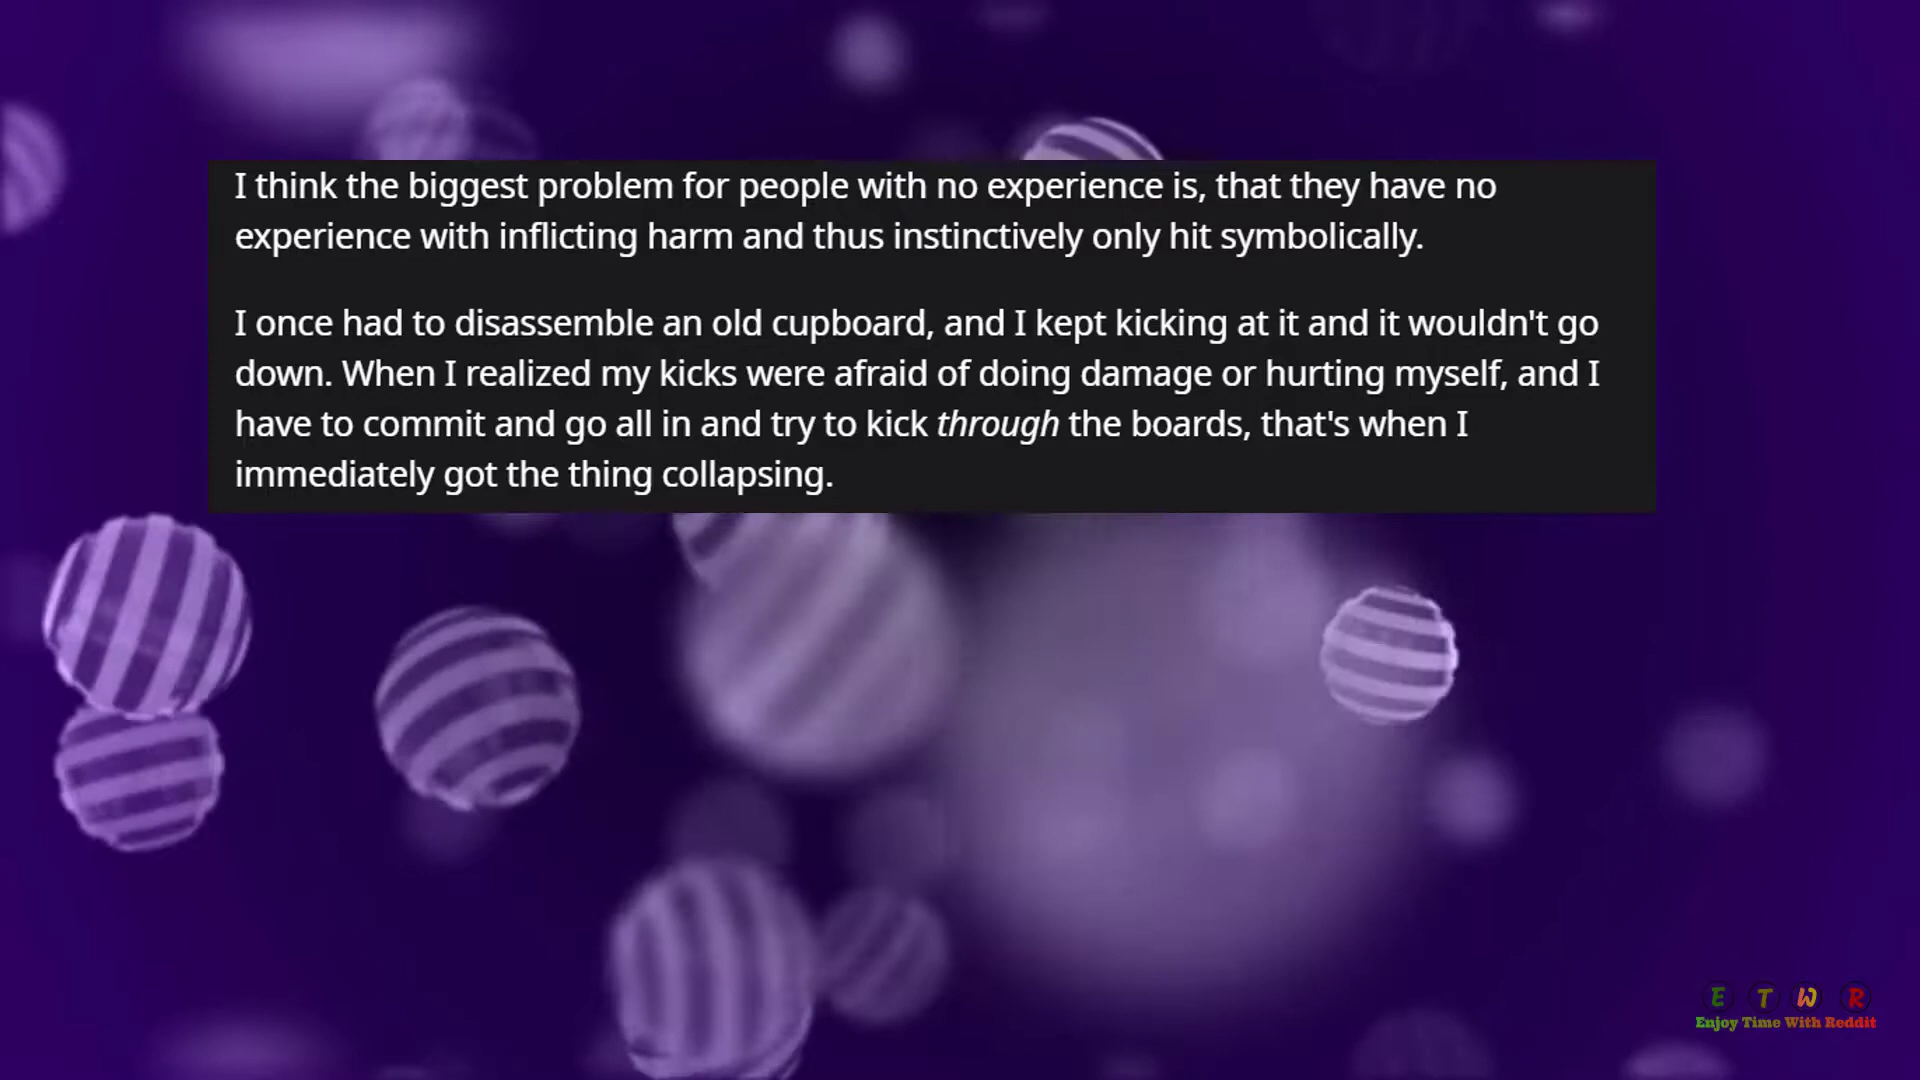 I think the biggest problem for people with no experience is, that they have no
experience with inflicting harm and thus instinctively only hit symbolically.
I once had to disassemble an old cupboard, and I kept kicking at it and it wouldn't go
down. When I realized my kicks were afraid of doing damage or hurting myself, and I
have to commit and go all in and try to kick through the boards, that's when I
immediately got the thing collapsing.
E T W R
Enjoy Time With Reddit